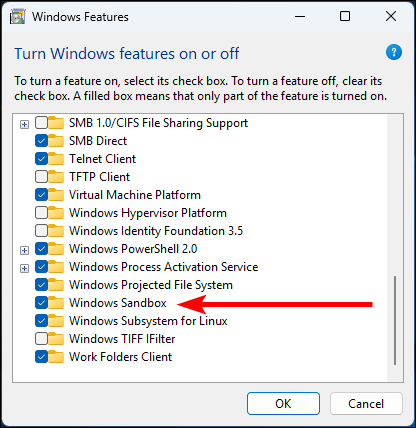 Windows Features
Turn Windows features on or off
?
To turn a feature on, select its check box. To turn a feature off, clear its
check box. A filled box means that only part of the feature is turned on.
SMB 1.0/CIFS File Sharing Support
SMB Direct
Telnet Client
TFTP Client
Virtual Machine Platform
Windows Hypervisor Platform
Windows Identity Foundation 3.5
Windows PowerShell 2.0
Windows Process Activation Service
Windows Projected File System
Windows Sandbox
Windows Subsystem for Linux
Windows TIFF IFilter
Work Folders Client
OK
Cancel